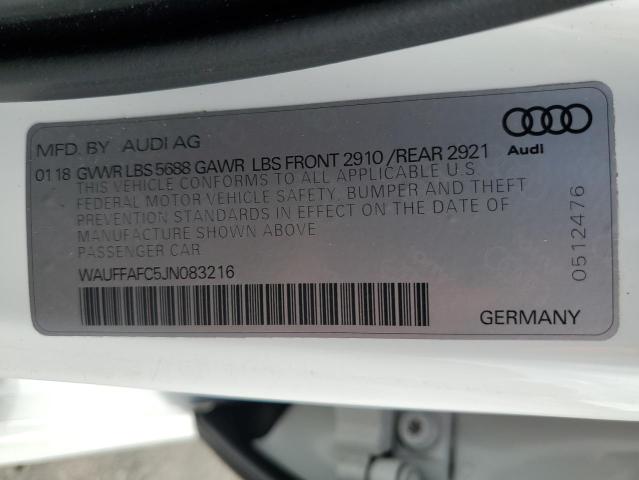 MFD. BY AUDI AG
Audi
01 18 GVWR LBS 5688 GAWR LBS FRONT 2910 /REAR 2921
THIS VEHICLE CONFORMS TO ALL APPLICABLE U.S.
FEDERAL MOTOR VEHICLE SAFETY, BUMPER AND THEFT
PREVENTION STANDARDS IN EFFECT ON THE DATE OF
MANUFACTURE SHOWN ABOVE
PASSENGER CAR
WAUFFAFC5JN083216
GERMANY
0512476